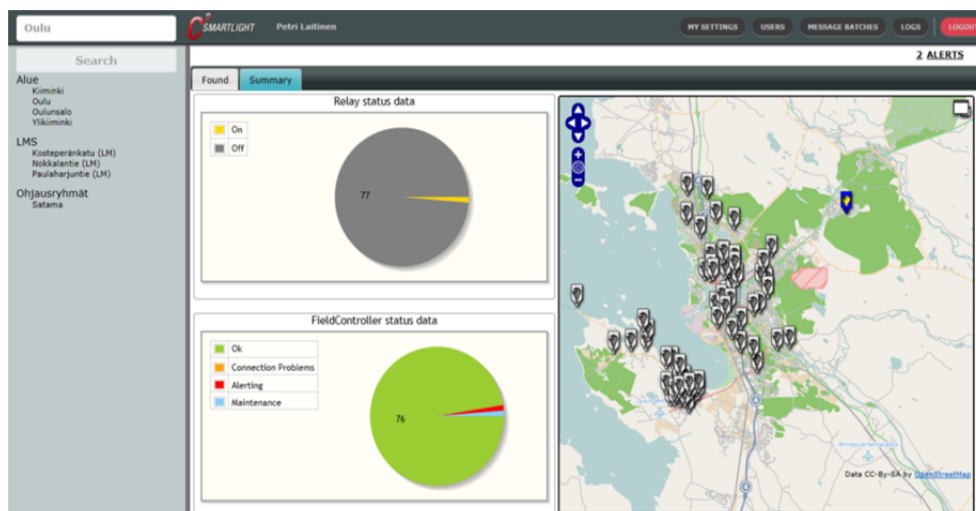 Oulu
C² SMARTLIGHT Petri Laitinen MY SETTINGS USERS MESSAGE BATCHES LOGS LOGOUT
Search
2 ALERTS
Alue
Kiiminki
Oulu
Oulunsalo
Ylikiiminki
LMS
Kosteperänkatu (LM)
Nokkalantie (LM)
Paulaharjuntie (LM)
Ohjausryhmät
Satama
Found Summary
Relay status data
On
Off
77
FieldController status data
Ok
Connection Problems
Alerting
Maintenance
76
Data CC-By-SA by OpenStreetMap